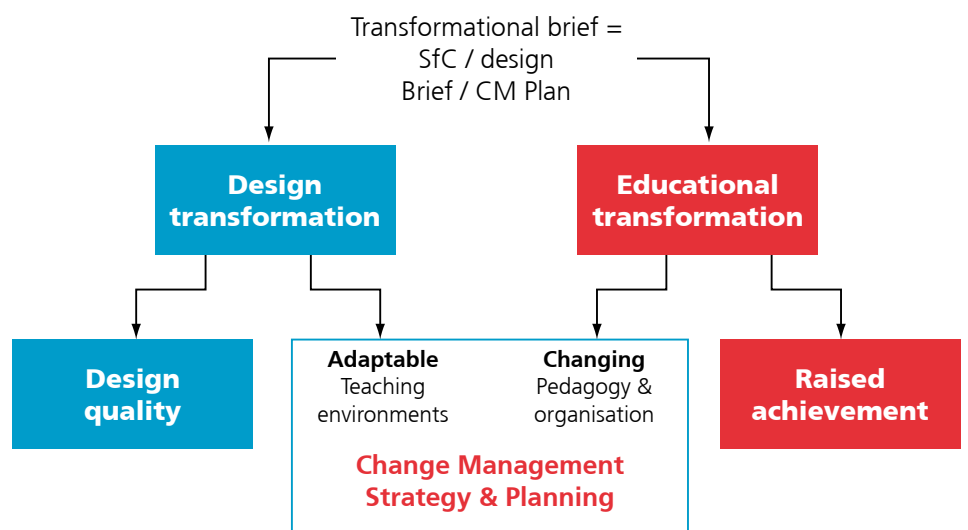 Transformational brief =
SfC / design
Brief / CM Plan
Design
transformation
Educational
transformation
Design
quality
Adaptable
Teaching
environments
Changing
Pedagogy &
organisation
Change Management
Strategy & Planning
Raised
achievement